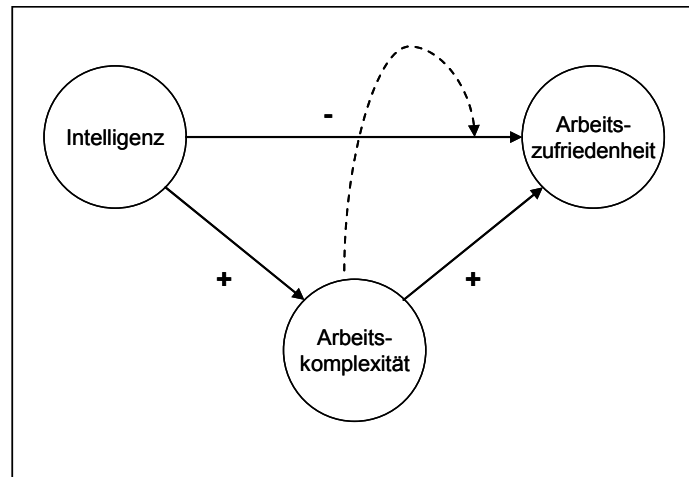 -
Intelligenz
Arbeits-
zufriedenheit
+
+
Arbeits-
komplexität